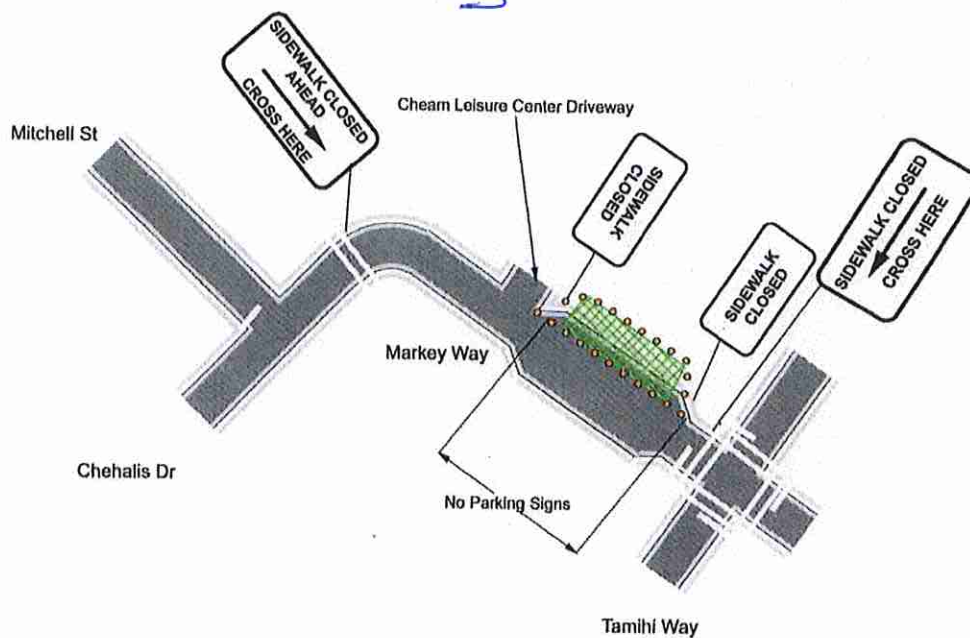 SIDEWALK CLOSED
AHEAD
CROSS HERE
Cheam Leisure Center Driveway
Mitchell St
SIDEWALK
CLOSED
SIDEWALK CLOSED
CROSS HERE
SIDEWALK
CLOSED
Markey Way
Chehalis Dr
No Parking Signs
Tamihi Way